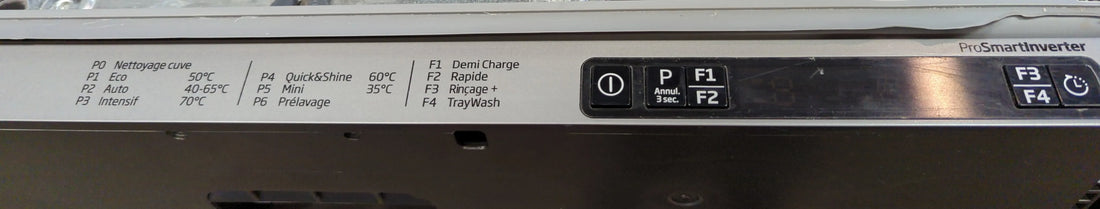 ProSmartInverter
P0 Nettoyage cuve
P1 Eco 50°C
P2 Auto 40-65°C
P3 Intensif 70°C
P4 Quick&Shine 60°C
P5 Mini 35°C
P6 Prélavage
F1 Demi Charge
F2 Rapide
F3 Rinçage +
F4 TrayWash
P
Annul.
3 sec.
F1
F2
F3
F4